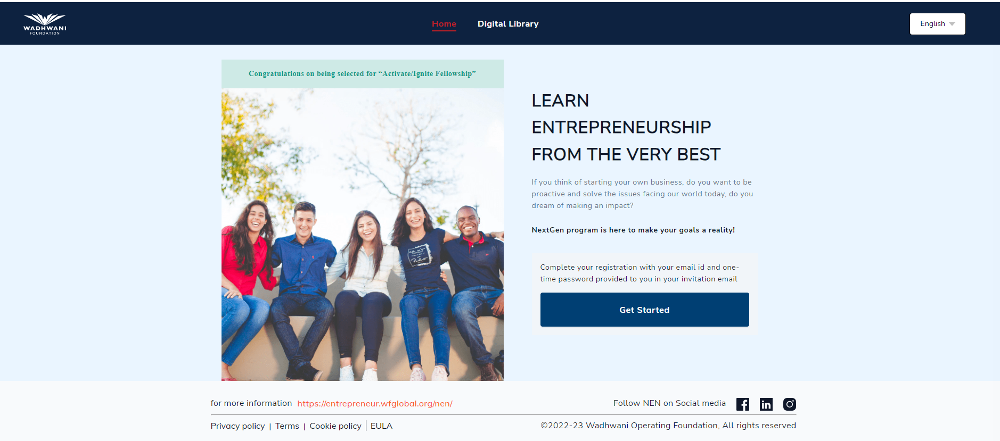 WADHWANI
FOUNDATION
Home
Digital Library
English
Congratulations on being selected for “Activate/Ignite Fellowship”
LEARN
ENTREPRENEURSHIP
FROM THE VERY BEST
If you think of starting your own business, do you want to be
proactive and solve the issues facing our world today, do you
dream of making an impact?
NextGen program is here to make your goals a reality!
Complete your registration with your email id and one-
time password provided to you in your invitation email
Get Started
for more information https://entrepreneur.wfglobal.org/nen/
Follow NEN on Social media
Privacy policy | Terms | Cookie policy | EULA
©2022-23 Wadhwani Operating Foundation, All rights reserved